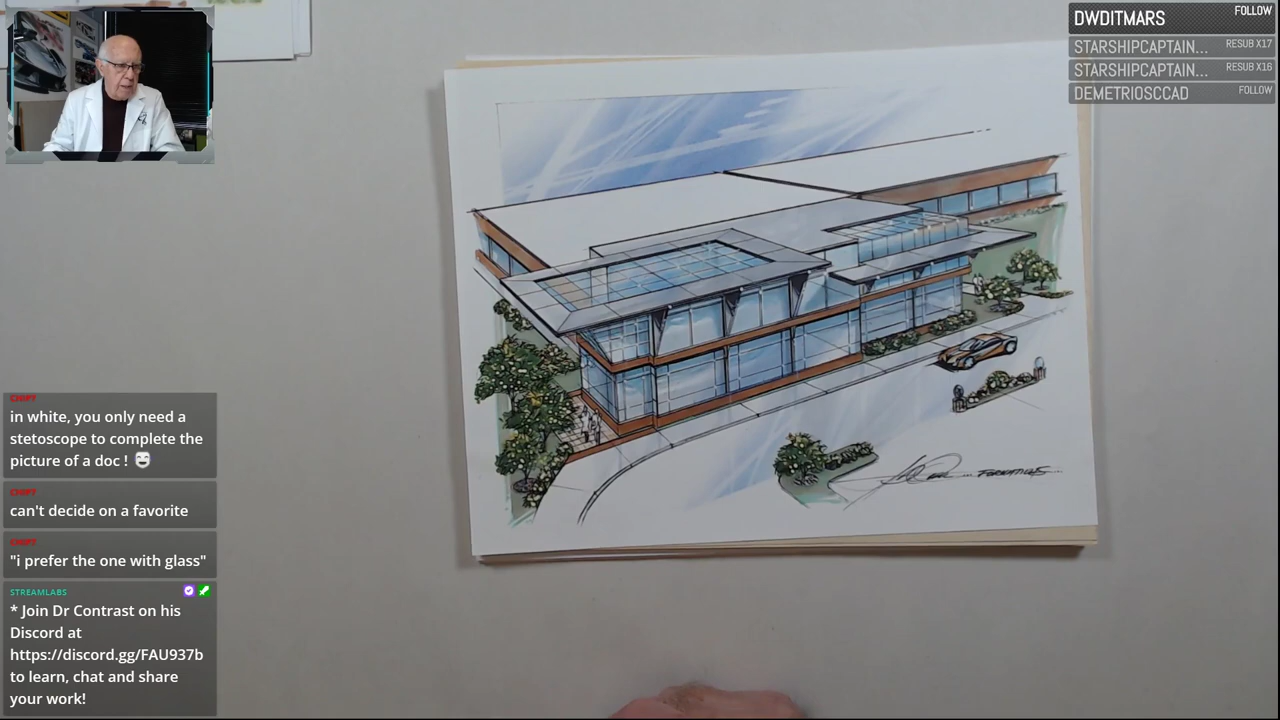 DWDITMARS
FOLLOW
STARSHIPCAPTAIN...
RESUB X17
STARSHIPCAPTAIN...
RESUB X16
DEMETRIOSCCAD
FOLLOW
in white, you only need a
stetoscope to complete the
picture of a doc !
can't decide on a favorite
"i prefer the one with glass"
STREAMLABS
* Join Dr Contrast on his
Discord at
https://discord.gg/FAU937b
to learn, chat and share
your work!